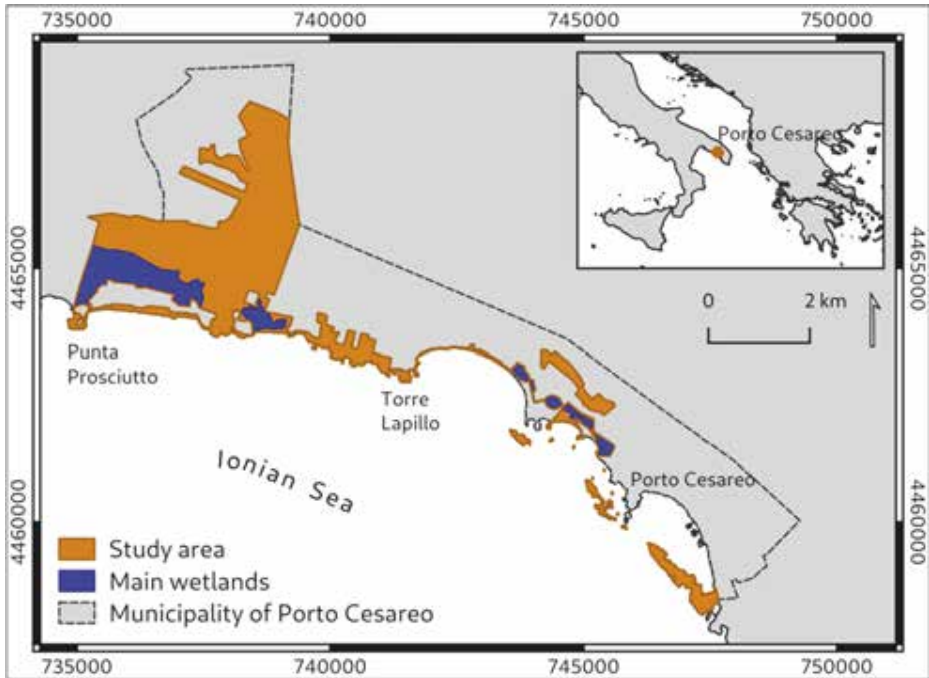 735000 740000 745000 750000
Porto Cesareo
4465000
4465000
0 2 km
Punta
Prosciutto
Torre
Lapillo
Ionian Sea
Porto Cesareo
4460000
4460000
Study area
Main wetlands
Municipality of Porto Cesareo
735000 740000 745000 750000